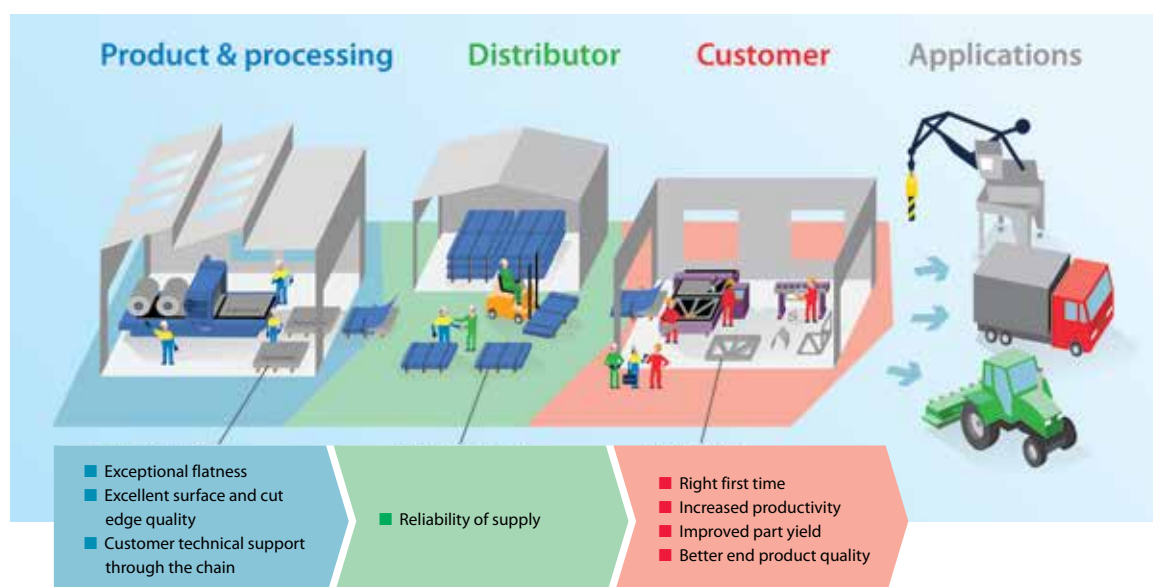 Product & processing
Distributor
Customer
Applications
■ Exceptional flatness
■ Excellent surface and cut
edge quality
■ Customer technical support
through the chain
■ Reliability of supply
■ Right first time
■ Increased productivity
■ Improved part yield
■ Better end product quality